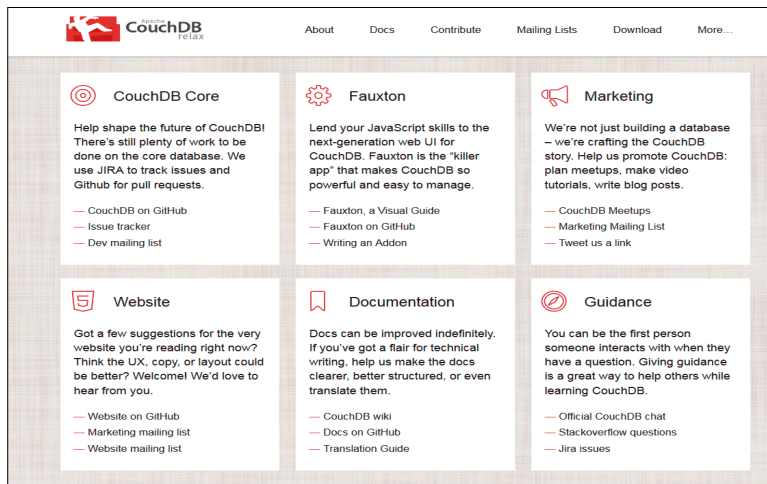 Apache
CouchDB
relax
About Docs Contribute Mailing Lists Download More...
CouchDB Core
Help shape the future of CouchDB!
There's still plenty of work to be
done on the core database. We
use JIRA to track issues and
Github for pull requests.
— CouchDB on GitHub
— Issue tracker
— Dev mailing list
Fauxton
Lend your JavaScript skills to the
next-generation web UI for
CouchDB. Fauxton is the "killer
app" that makes CouchDB so
powerful and easy to manage.
— Fauxton, a Visual Guide
— Fauxton on GitHub
— Writing an Addon
Marketing
We're not just building a database
– we're crafting the CouchDB
story. Help us promote CouchDB:
plan meetups, make video
tutorials, write blog posts.
— CouchDB Meetups
— Marketing Mailing List
— Tweet us a link
Website
Got a few suggestions for the very
website you're reading right now?
Think the UX, copy, or layout could
be better? Welcome! We'd love to
hear from you.
— Website on GitHub
— Marketing mailing list
— Website mailing list
Documentation
Docs can be improved indefinitely.
If you've got a flair for technical
writing, help us make the docs
clearer, better structured, or even
translate them.
— CouchDB wiki
— Docs on GitHub
— Translation Guide
Guidance
You can be the first person
someone interacts with when they
have a question. Giving guidance
is a great way to help others while
learning CouchDB.
— Official CouchDB chat
— Stackoverflow questions
— Jira issues